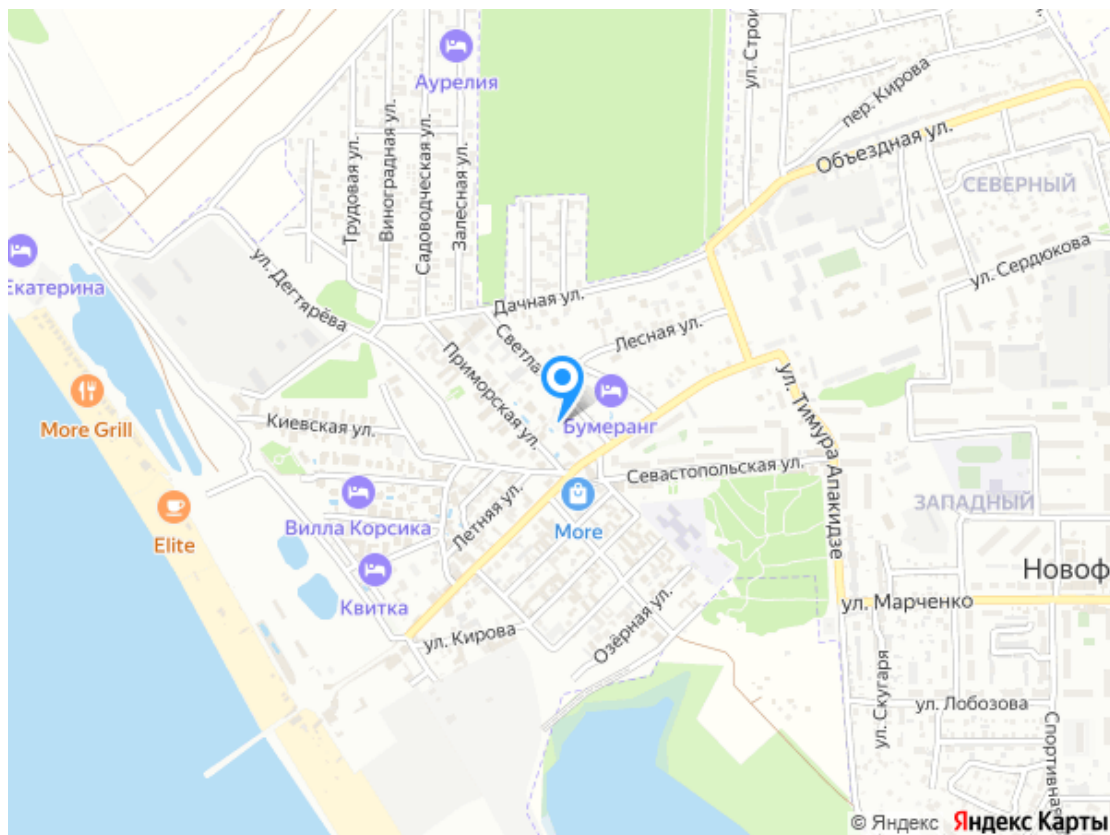 Аурелия
ул. Строи
пер. Кирова
Объездная ул.
СЕВЕРНЫЙ
Трудовая ул.
Виноградная ул.
Садоводческая ул.
Залесная ул.
ул. Сердюкова
Екатерина
ул. Дегтярёва
Дачная ул.
Лесная ул.
Светла
Приморская ул.
More Grill
Киевская ул.
Бумеранг
ул. Тимура Апакидзе
Севастопольская ул.
ЗАПАДНЫЙ
Вилла Корсика
Летняя ул.
More
Elite
Новоф
Квитка
ул. Марченко
ул. Кирова
Озёрная ул.
ул. Скугаря
ул. Лобозова
Спортивная
© Яндекс Яндекс Карты